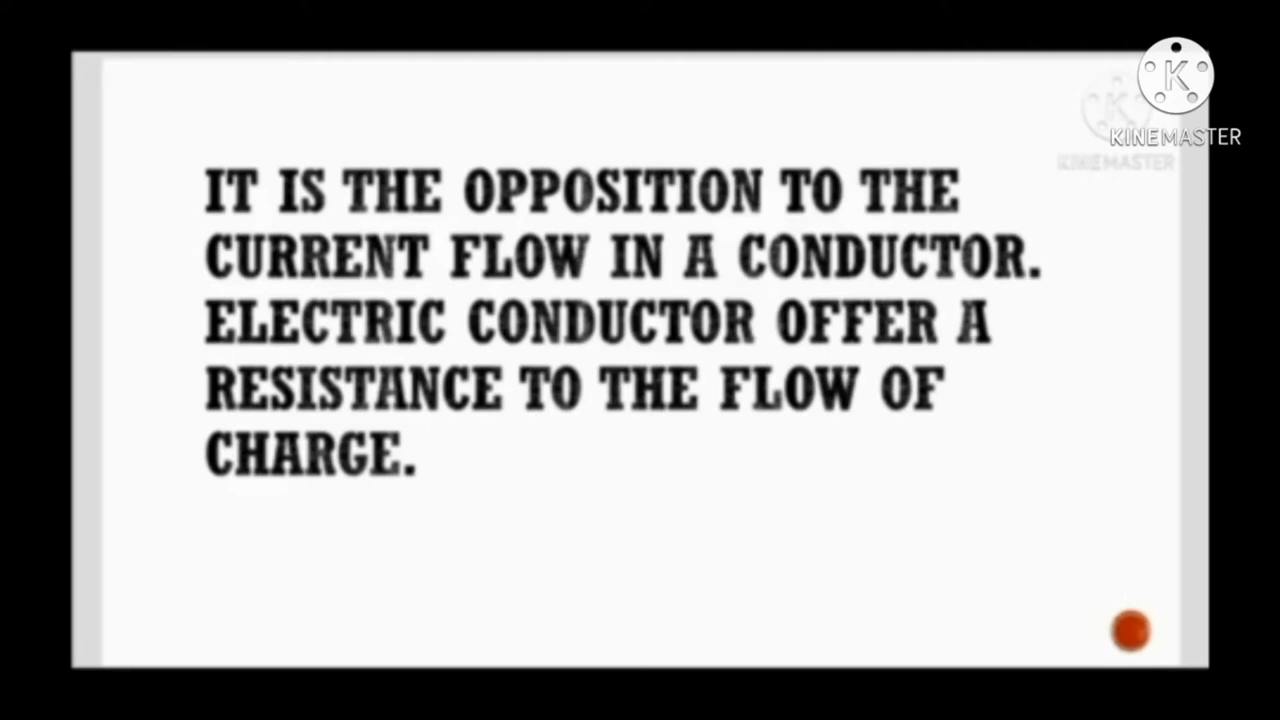 K
KINEMASTER
K
KINEMASTER
IT IS THE OPPOSITION TO THE
CURRENT FLOW IN A CONDUCTOR.
ELECTRIC CONDUCTOR OFFER A
RESISTANCE TO THE FLOW OF
CHARGE.